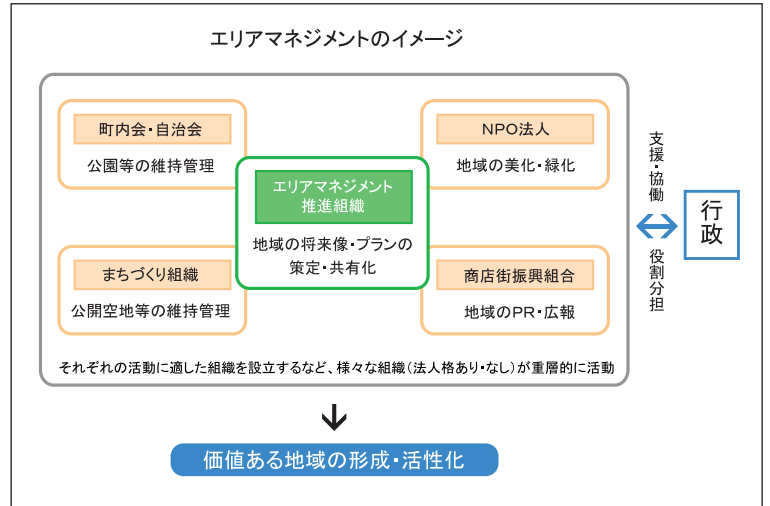 エリアマネジメントのイメージ
町内会・自治会
公園等の維持管理
NPO法人
地域の美化・緑化
エリアマネジメント
推進組織
地域の将来像・プランの
策定・共有化
まちづくり組織
公開空地等の維持管理
商店街振興組合
地域のPR・広報
それぞれの活動に適した組織を設立するなど、様々な組織(法人格あり・なし)が重層的に活動
支援・協働
役割分担
行政
価値ある地域の形成・活性化